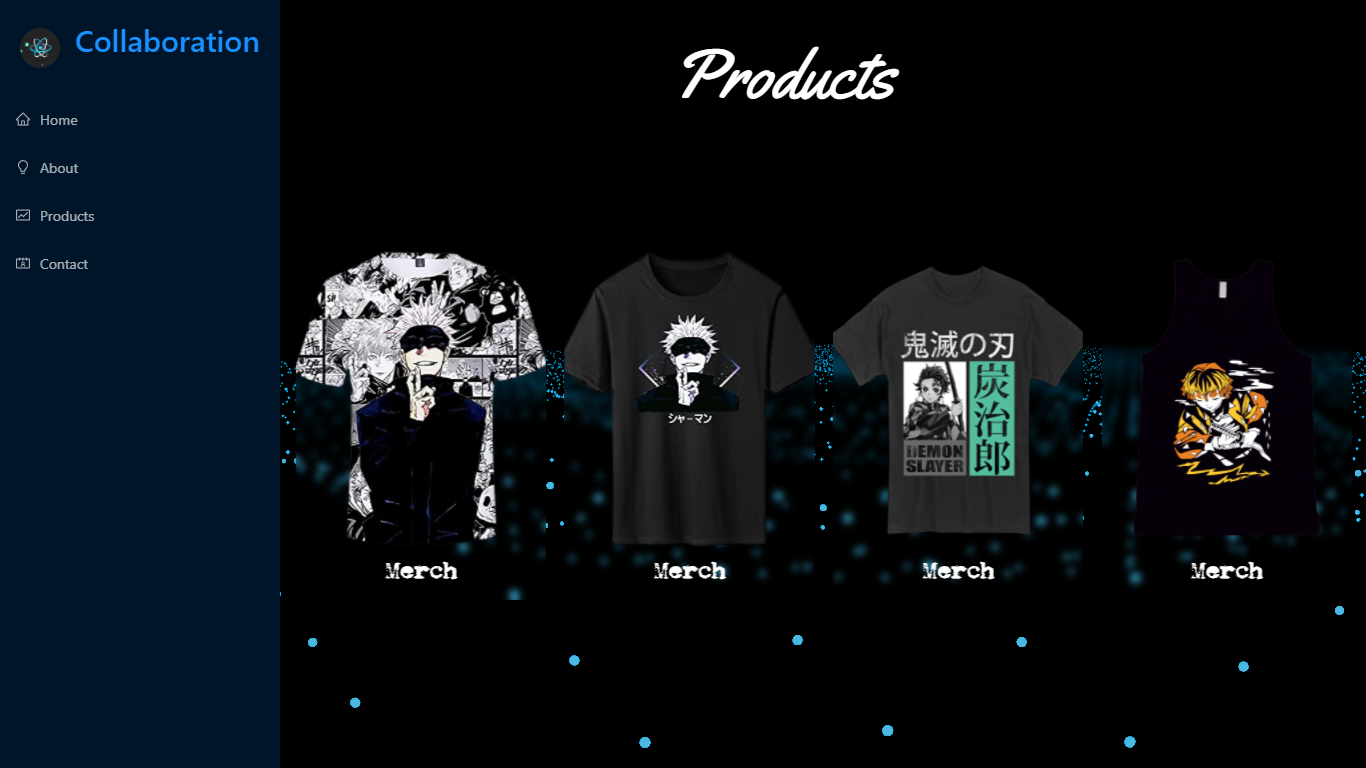 Collaboration
Home
About
Products
Contact
Products
シャーマン
鬼滅の刃
炭治郎
DEMON
SLAYER
Merch
Merch
Merch
Merch